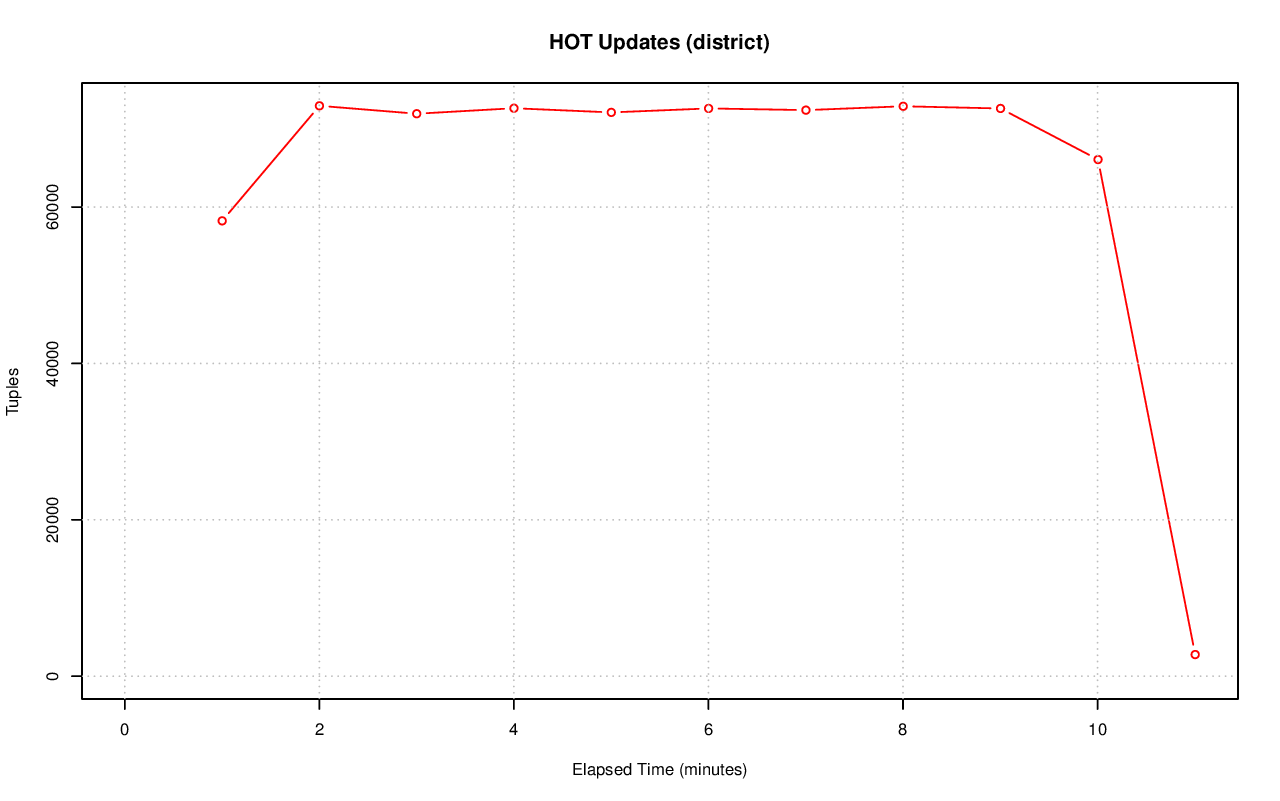 HOT Updates (district)
Tuples
60000
40000
20000
0
0 2 4 6 8 10
Elapsed Time (minutes)